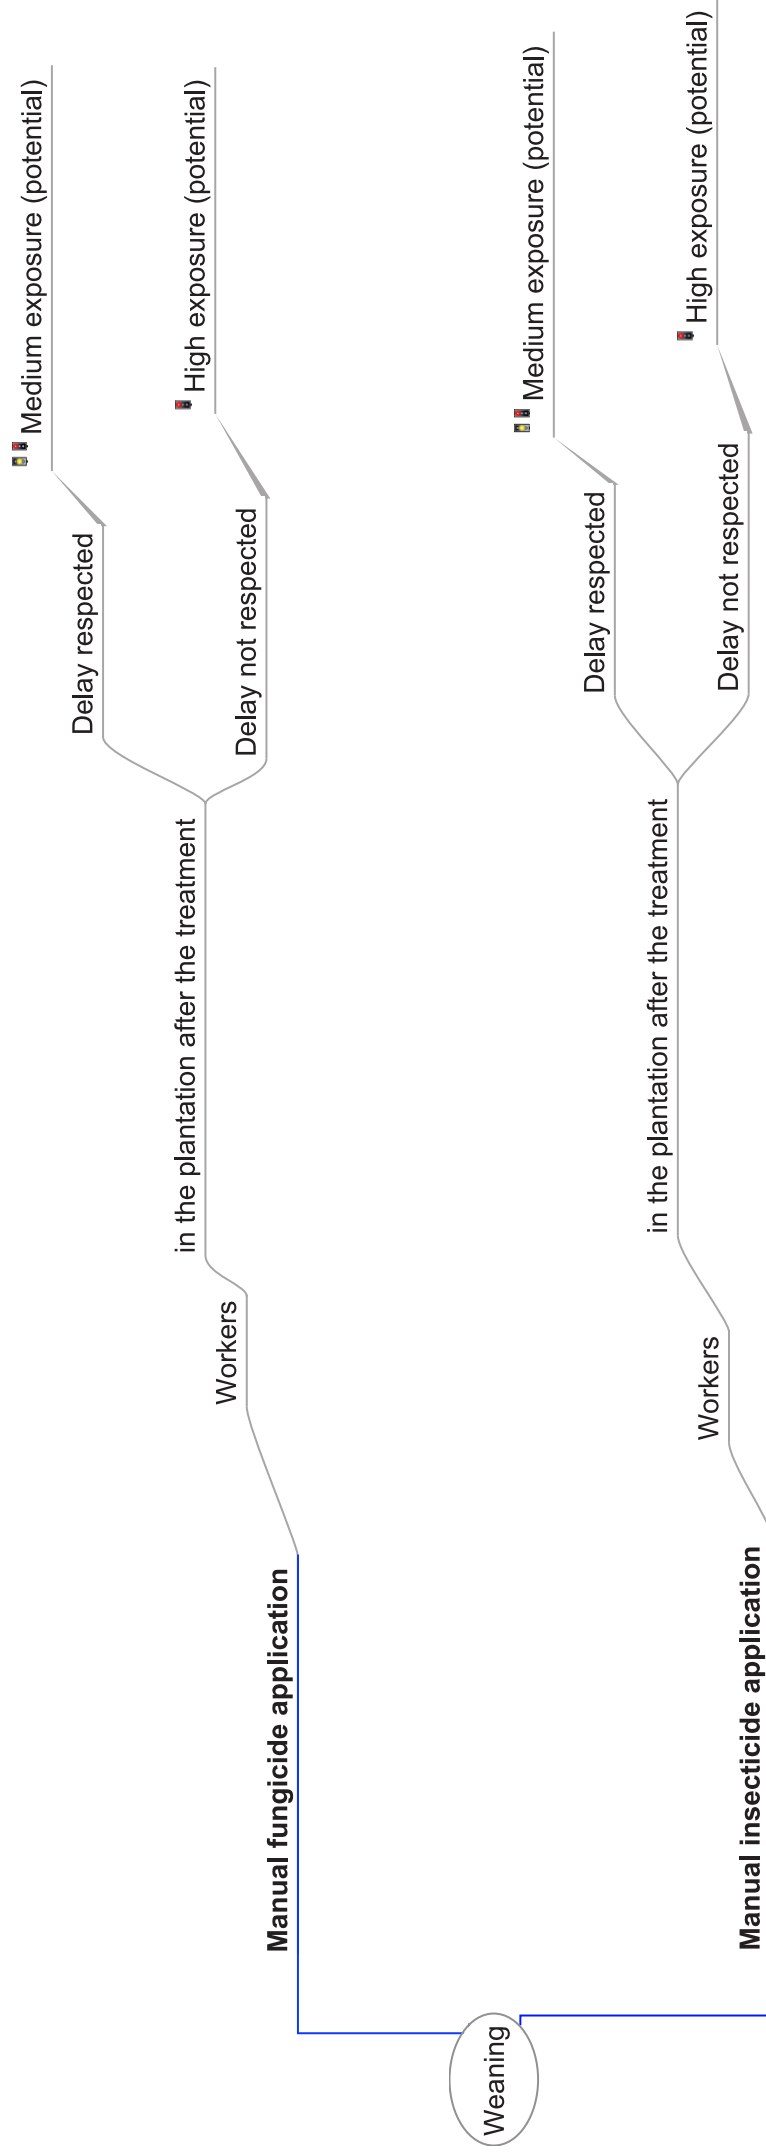 Weaning
Manual fungicide application
Workers
in the plantation after the treatment
Delay respected
Medium exposure (potential)
Delay not respected
High exposure (potential)
Manual insecticide application
Workers
in the plantation after the treatment
Delay respected
Medium exposure (potential)
Delay not respected
High exposure (potential)